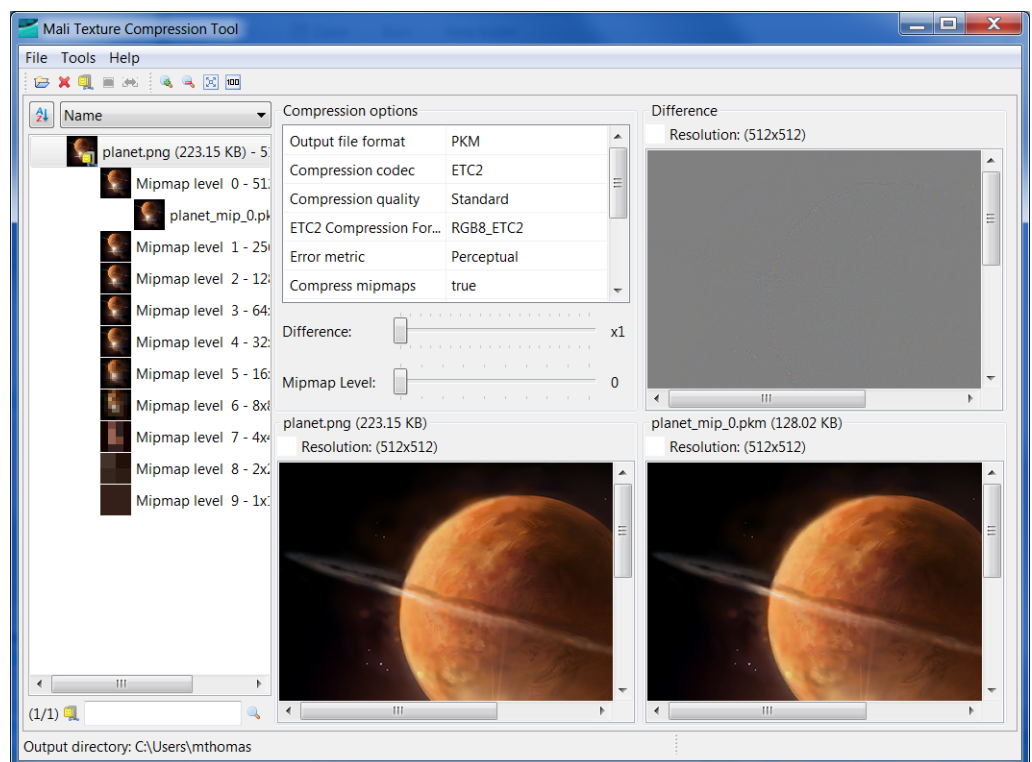 Mali Texture Compression Tool
File Tools Help
100
Name
planet.png (223.15 KB) - 5
Mipmap level 0 - 51
planet_mip_0.pk
Mipmap level 1 - 25
Mipmap level 2 - 12
Mipmap level 3 - 64
Mipmap level 4 - 32
Mipmap level 5 - 16
Mipmap level 6 - 8x
Mipmap level 7 - 4x
Mipmap level 8 - 2x
Mipmap level 9 - 1x
(1/1)
Compression options
Output file format PKM
Compression codec ETC2
Compression quality Standard
ETC2 Compression For... RGB8_ETC2
Error metric Perceptual
Compress mipmaps true
Difference: x1
Mipmap Level: 0
Difference
Resolution: (512x512)
planet.png (223.15 KB)
Resolution: (512x512)
planet_mip_0.pkm (128.02 KB)
Resolution: (512x512)
Output directory: C:\Users\mthomas